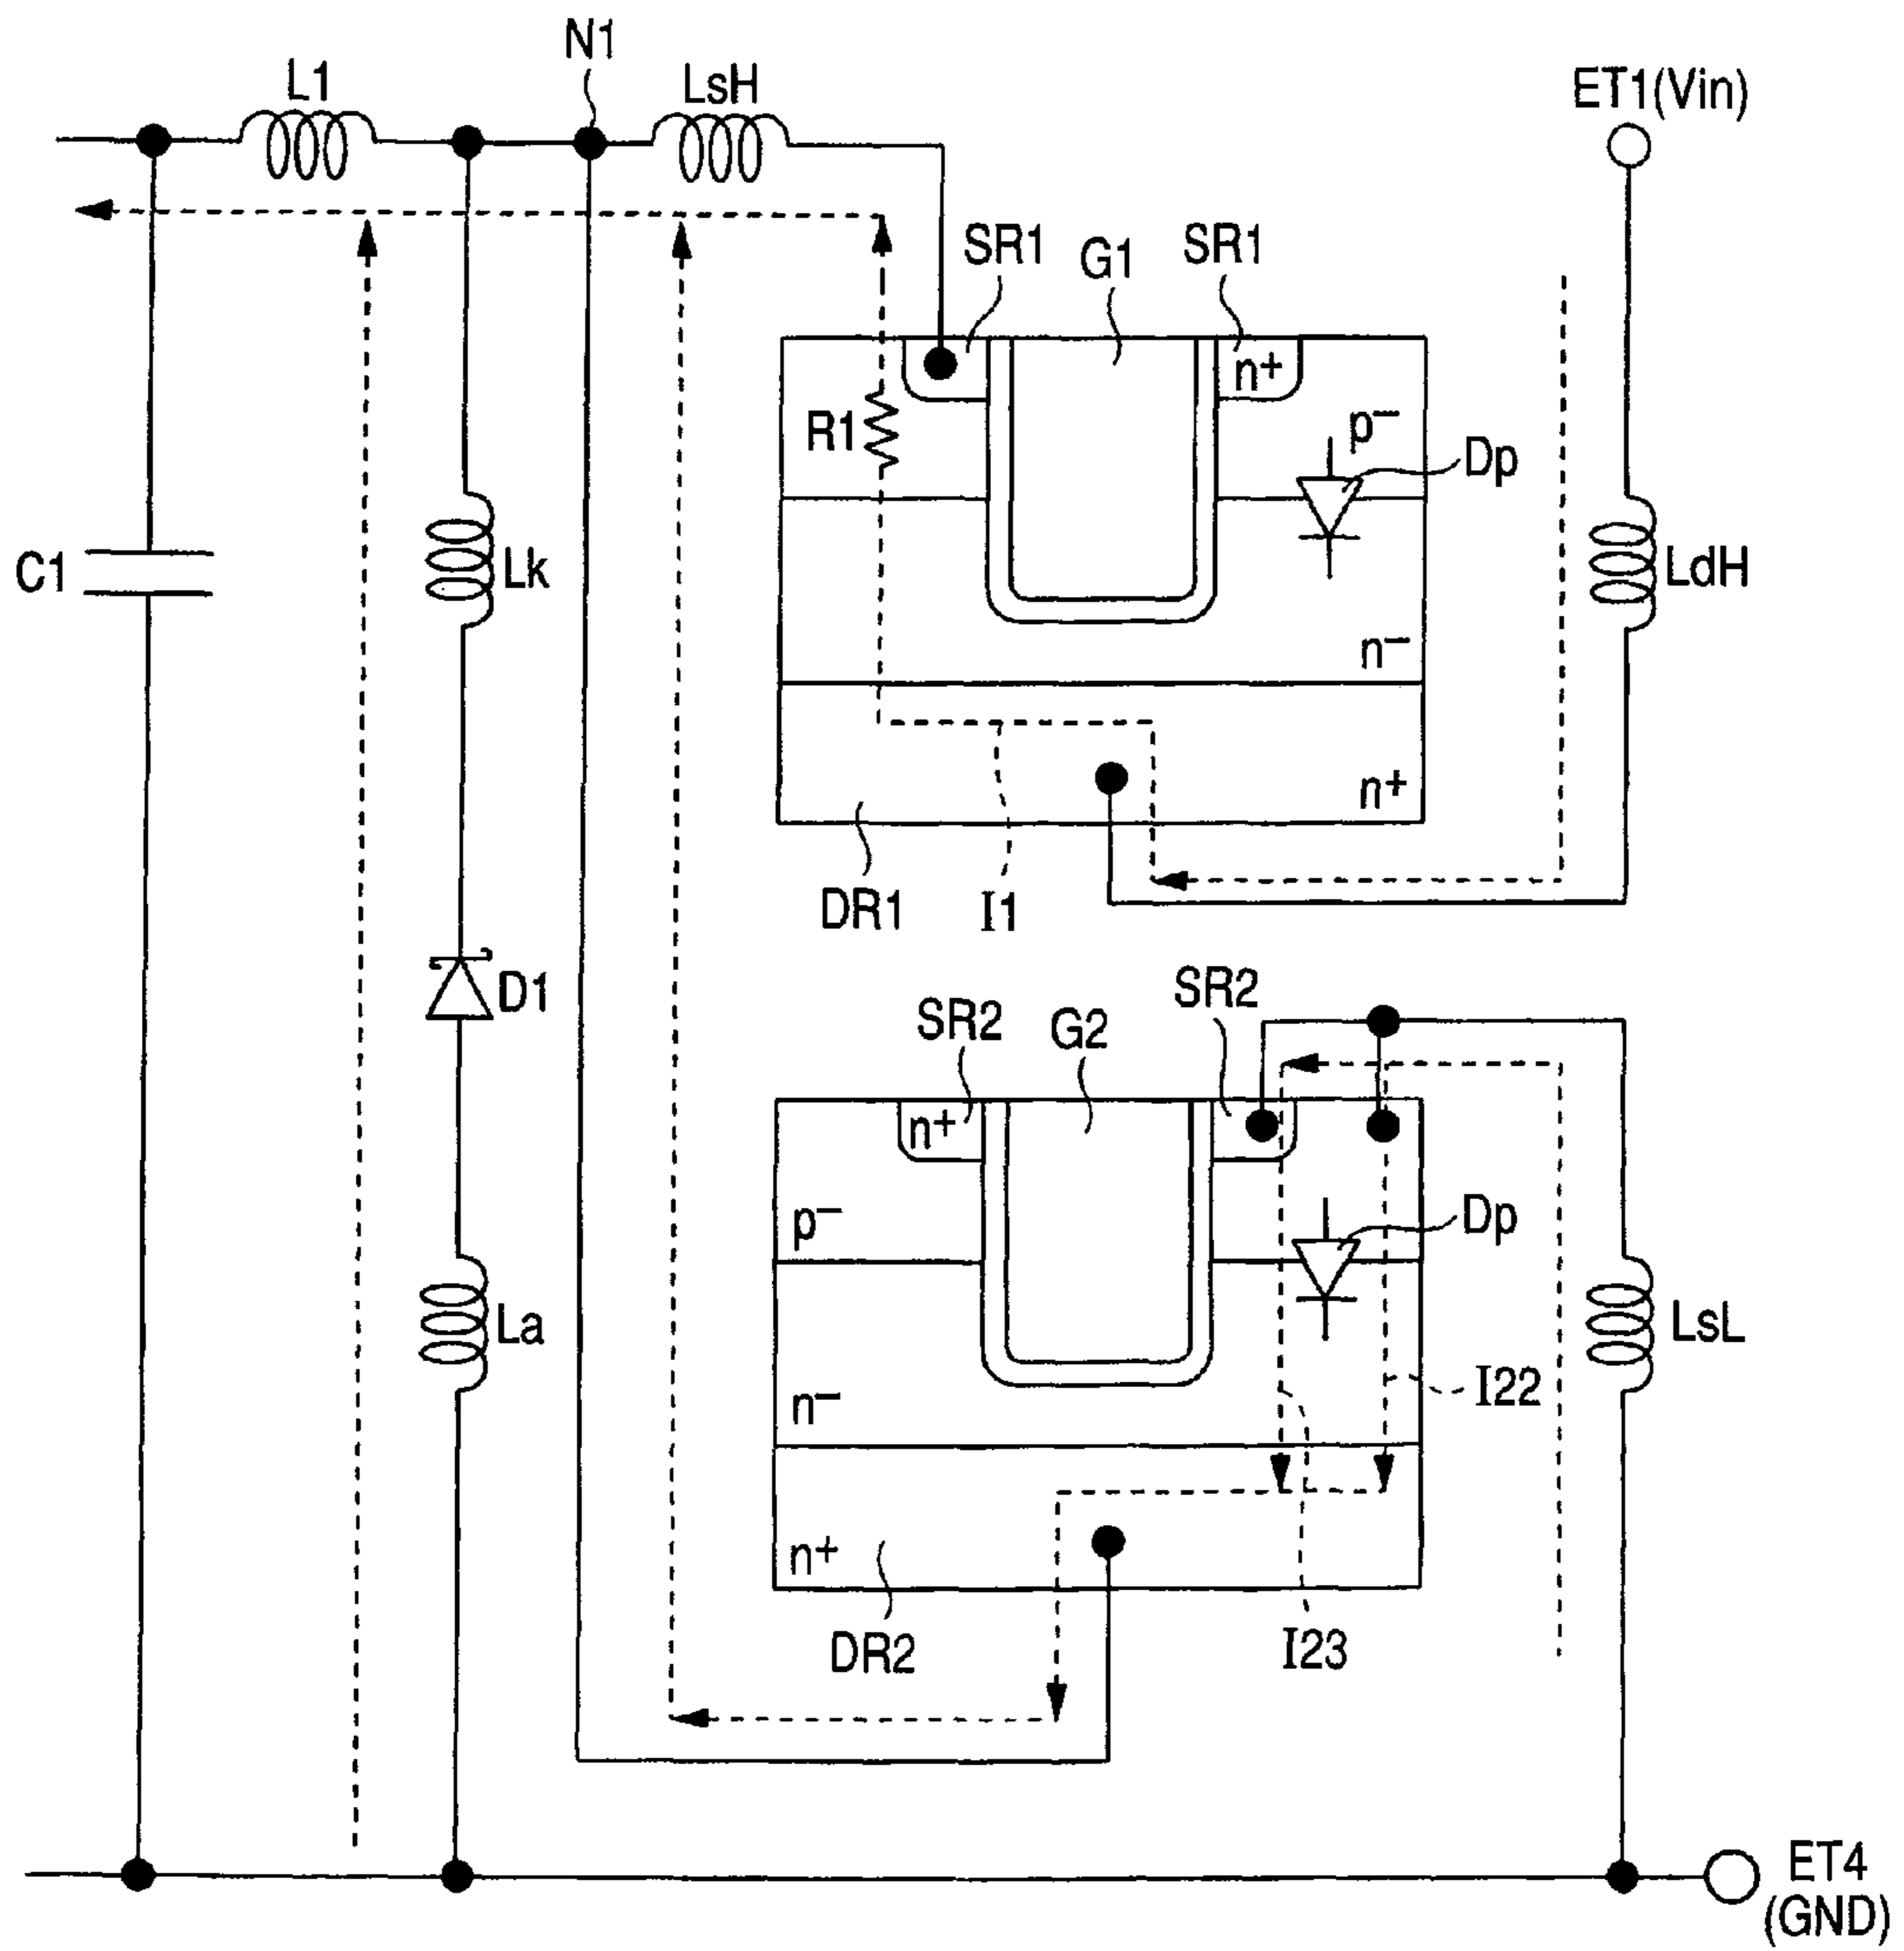 N1
L1
LsH
ET1(Vin)
SR1
G1
SR1
n+
R1
p−
Dp
C1
Lk
LdH
n−
n+
DR1
I1
D1
SR2
G2
SR2
n+
p−
Dp
La
LsL
n−
I22
n+
DR2
I23
ET4
(GND)